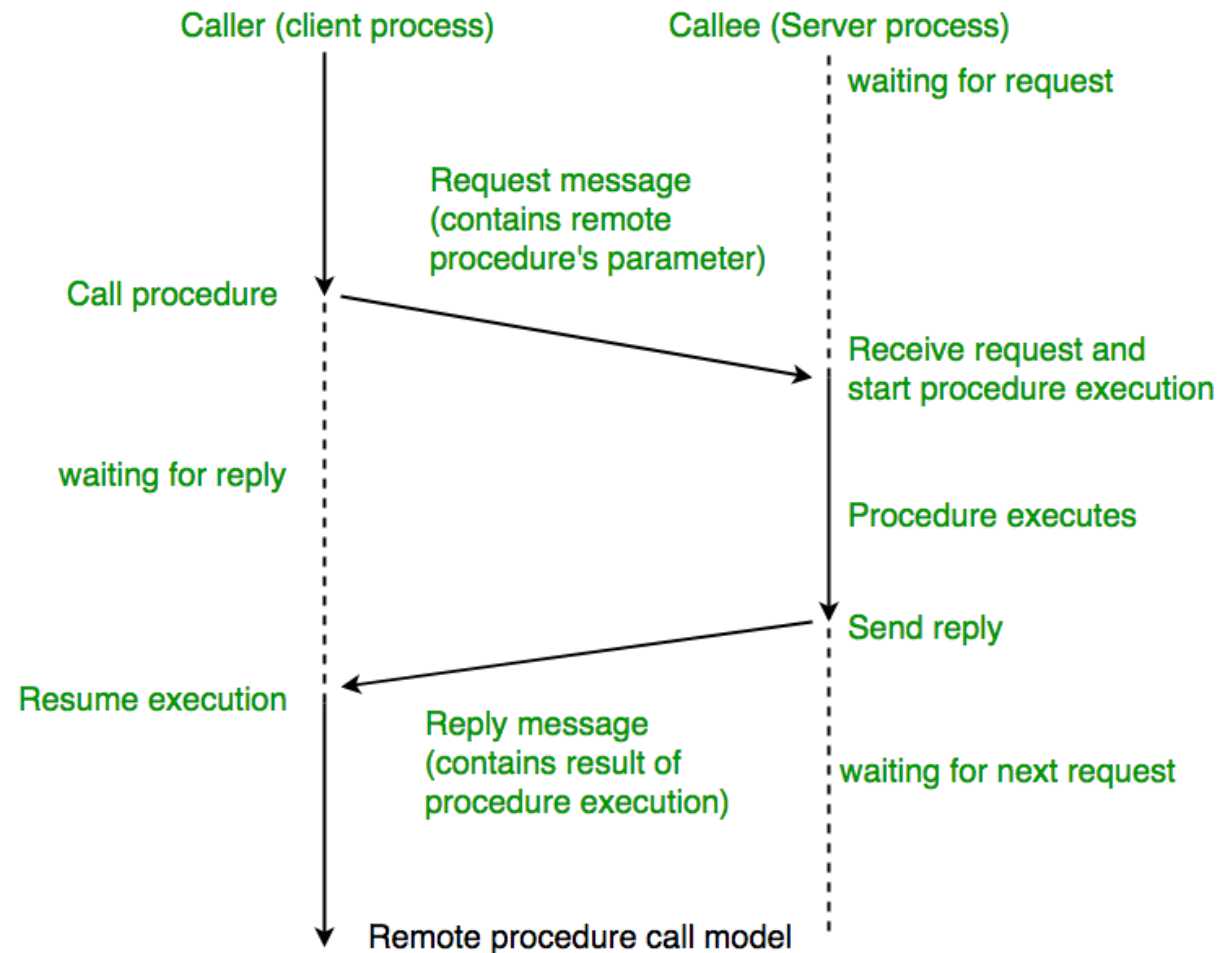 Caller (client process)
Callee (Server process)
waiting for request
Request message
(contains remote
procedure's parameter)
Call procedure
Receive request and
start procedure execution
waiting for reply
Procedure executes
Send reply
Resume execution
Reply message
(contains result of
procedure execution)
waiting for next request
Remote procedure call model